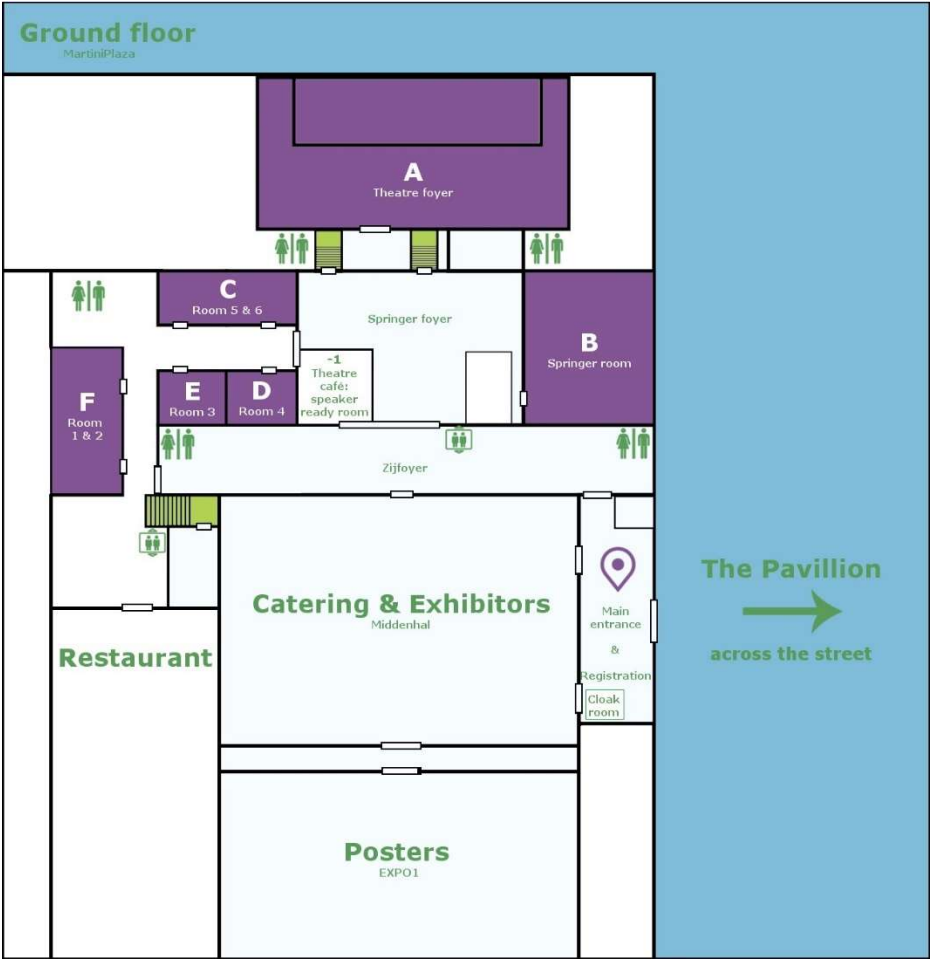 Ground floor
MartiniPlaza
A
Theatre foyer
C
Room 5 & 6
Springer foyer
B
Springer room
-1
Theatre
café:
speaker
ready room
F
Room
1 & 2
E
Room 3
D
Room 4
Zijfoyer
The Pavillion
across the street
Catering & Exhibitors
Middenhal
Main
entrance
&
Registration
Cloak
room
Restaurant
Posters
EXPO1